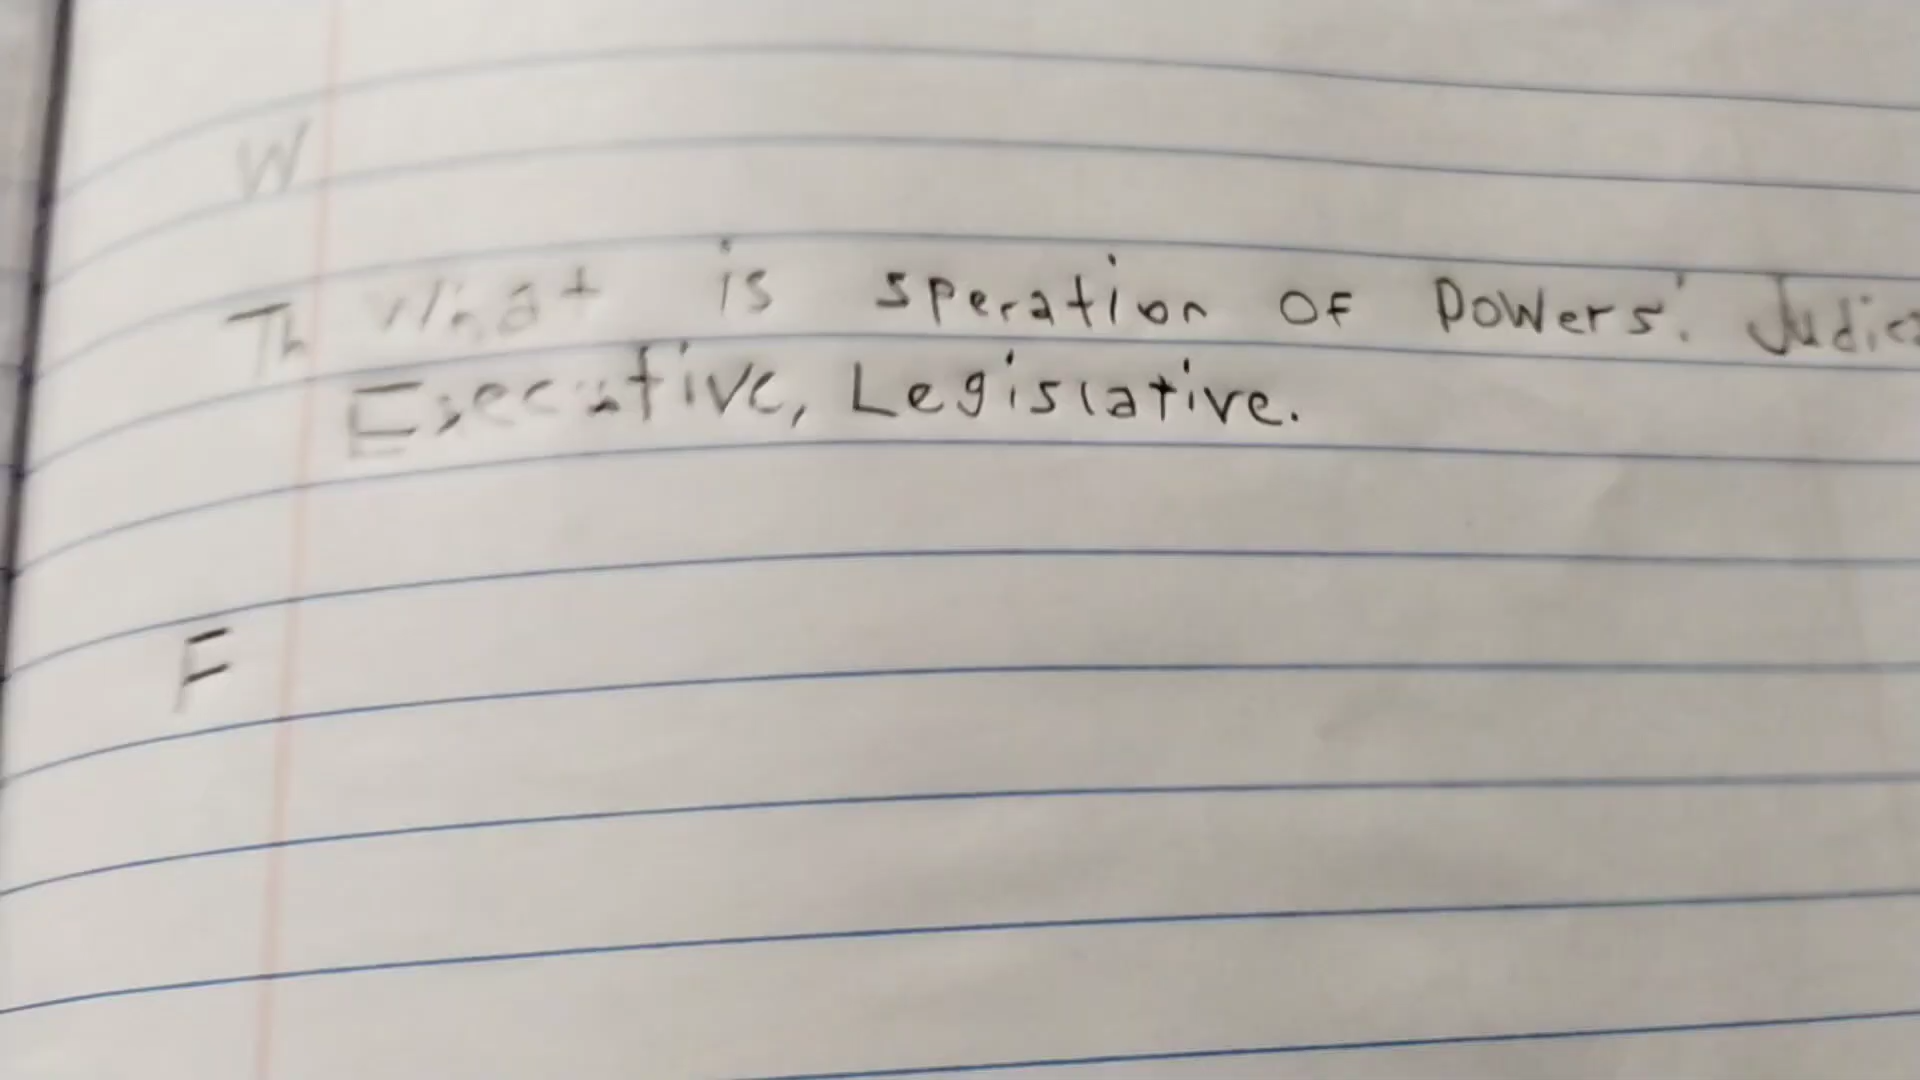 W
Th What is speration of Powers: Judic
Executive, Legislative.
F